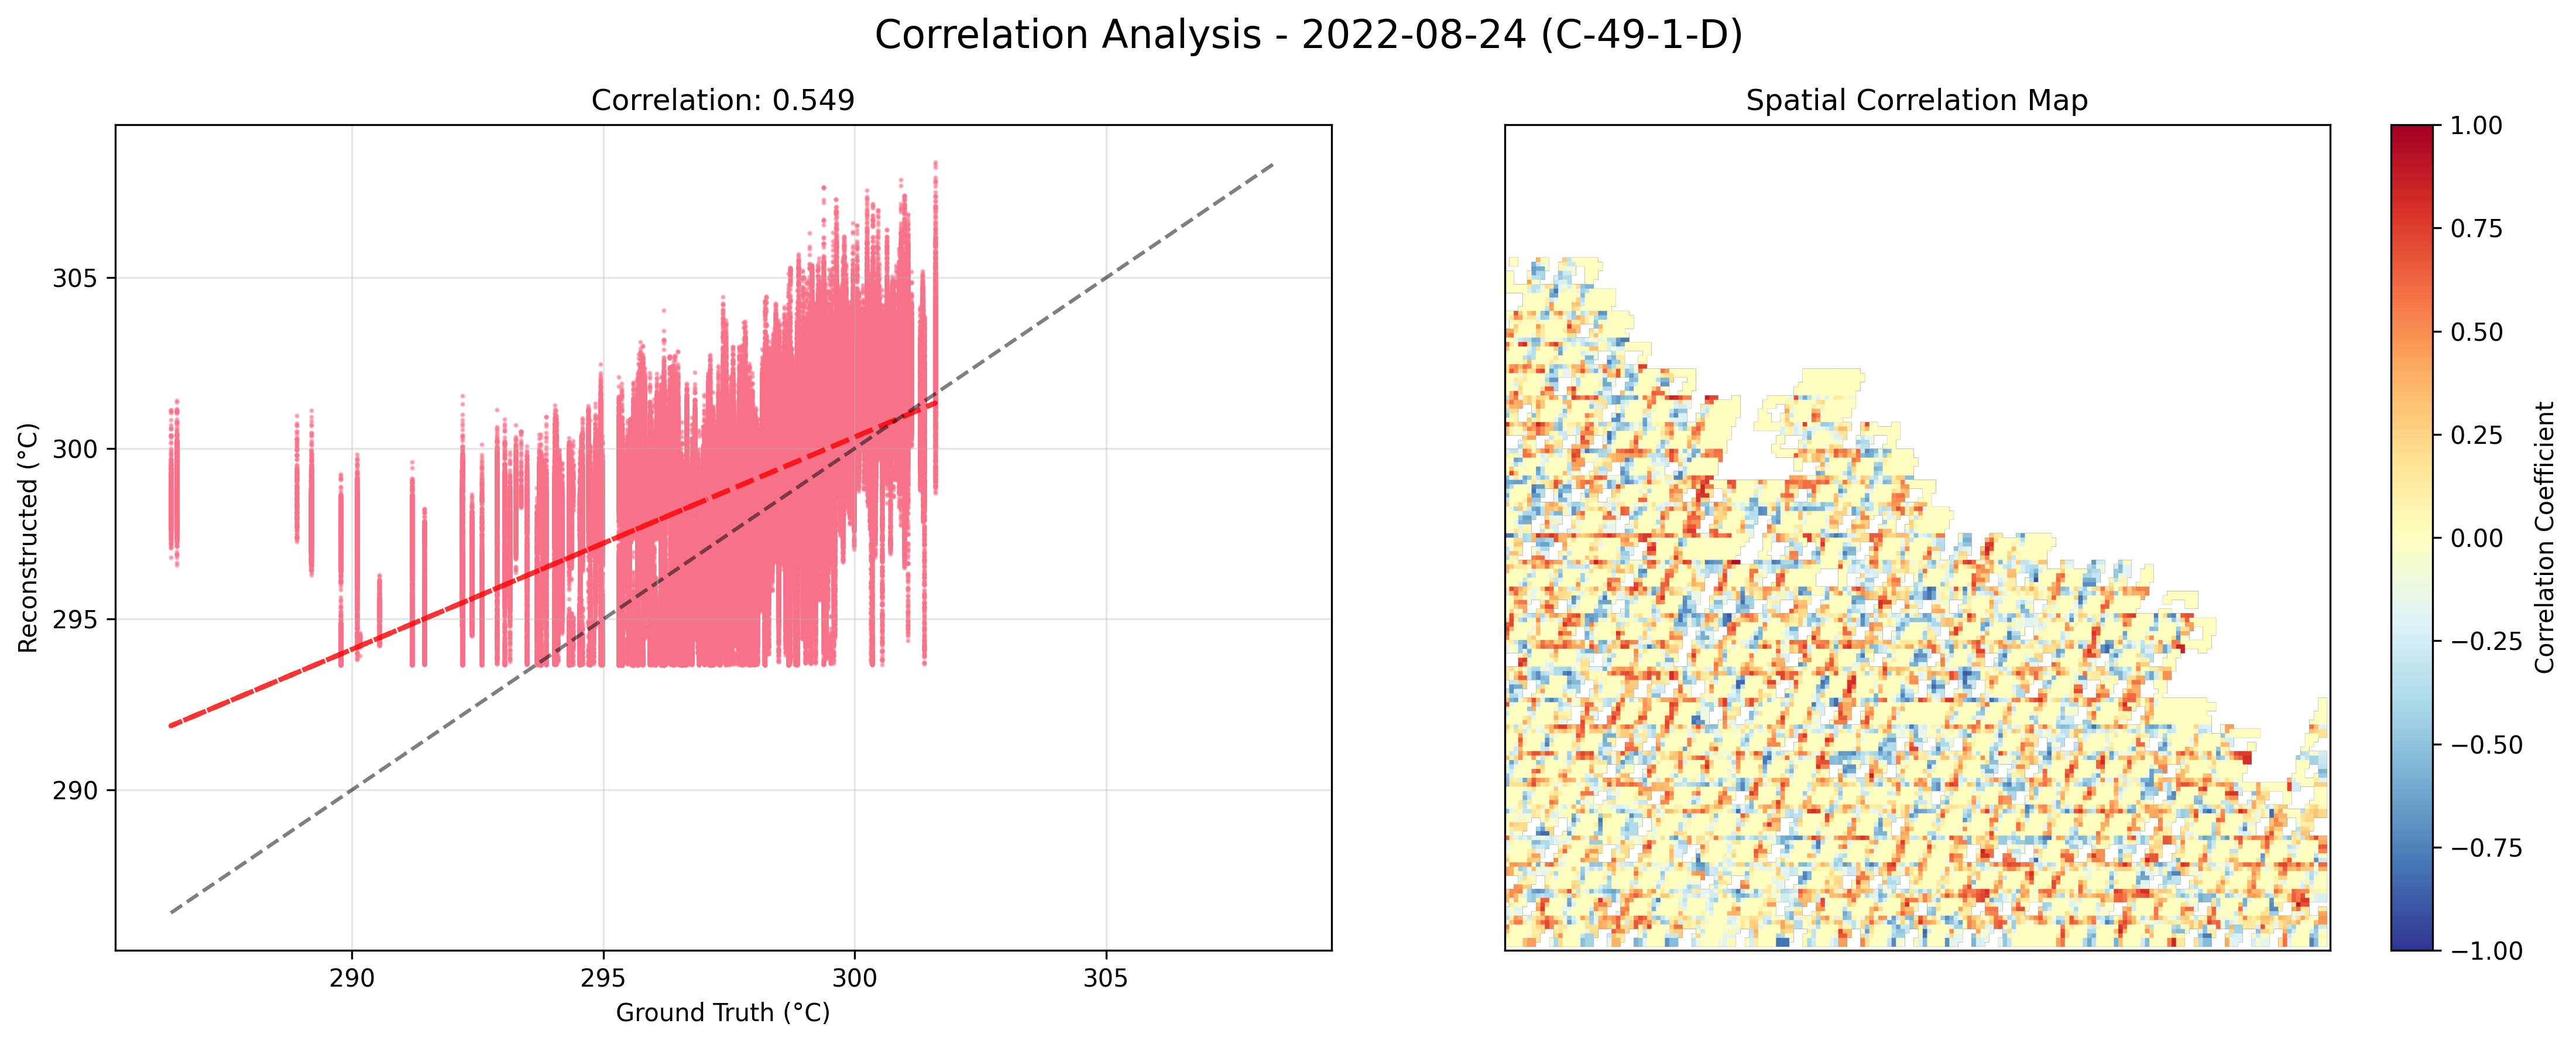 Correlation Analysis - 2022-08-24 (C-49-1-D)
Correlation: 0.549
Reconstructed (°C)
305
300
295
290
290 295 300 305
Ground Truth (°C)
Spatial Correlation Map
1.00
0.75
0.50
0.25
0.00
−0.25
−0.50
−0.75
−1.00
Correlation Coefficient